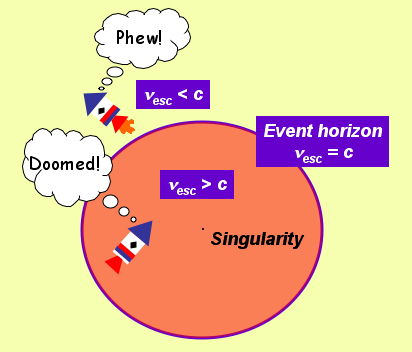 Phew!
vesc < c
Event horizon
vesc = c
Doomed!
vesc > c
Singularity